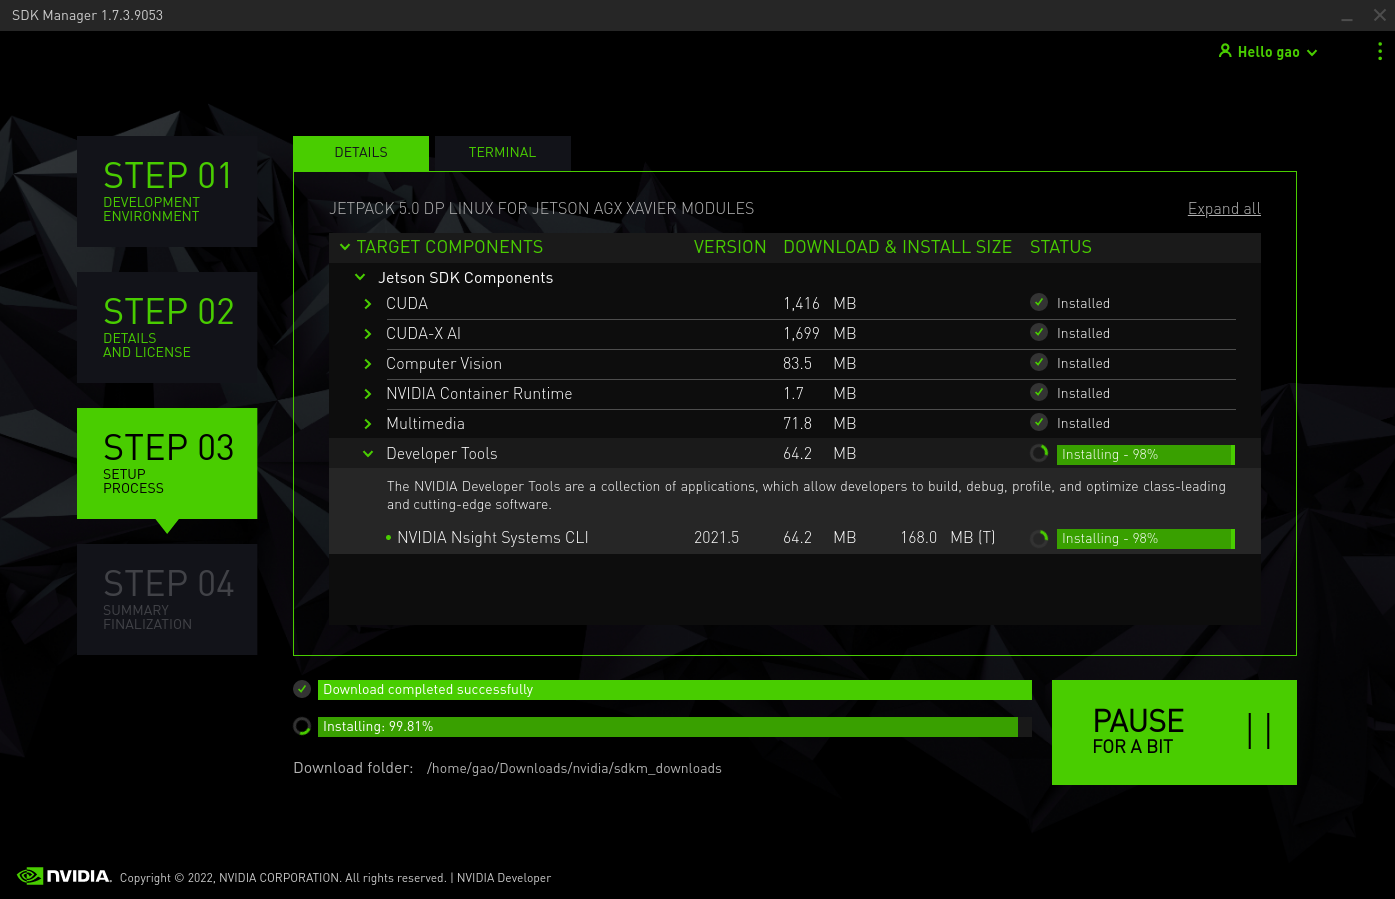 SDK Manager 1.7.3.9053
Hello gao
STEP 01
DEVELOPMENT
ENVIRONMENT
STEP 02
DETAILS
AND LICENSE
STEP 03
SETUP
PROCESS
STEP 04
SUMMARY
FINALIZATION
DETAILS TERMINAL
JETPACK 5.0 DP LINUX FOR JETSON AGX XAVIER MODULES Expand all
TARGET COMPONENTS VERSION DOWNLOAD & INSTALL SIZE STATUS
Jetson SDK Components
CUDA 1,416 MB Installed
CUDA-X AI 1,699 MB Installed
Computer Vision 83.5 MB Installed
NVIDIA Container Runtime 1.7 MB Installed
Multimedia 71.8 MB Installed
Developer Tools 64.2 MB Installing - 98%
The NVIDIA Developer Tools are a collection of applications, which allow developers to build, debug, profile, and optimize class-leading
and cutting-edge software.
NVIDIA Nsight Systems CLI 2021.5 64.2 MB 168.0 MB (T) Installing - 98%
Download completed successfully
Installing: 99.81%
Download folder: /home/gao/Downloads/nvidia/sdkm_downloads
PAUSE
FOR A BIT
NVIDIA. Copyright © 2022, NVIDIA CORPORATION. All rights reserved. | NVIDIA Developer